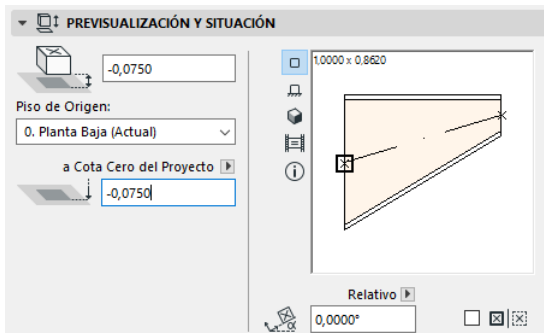 PREVISUALIZACIÓN Y SITUACIÓN
-0,0750
Piso de Origen:
0. Planta Baja (Actual)
a Cota Cero del Proyecto
-0,0750
1,0000 x 0,8620
Relativo
α
0,0000°